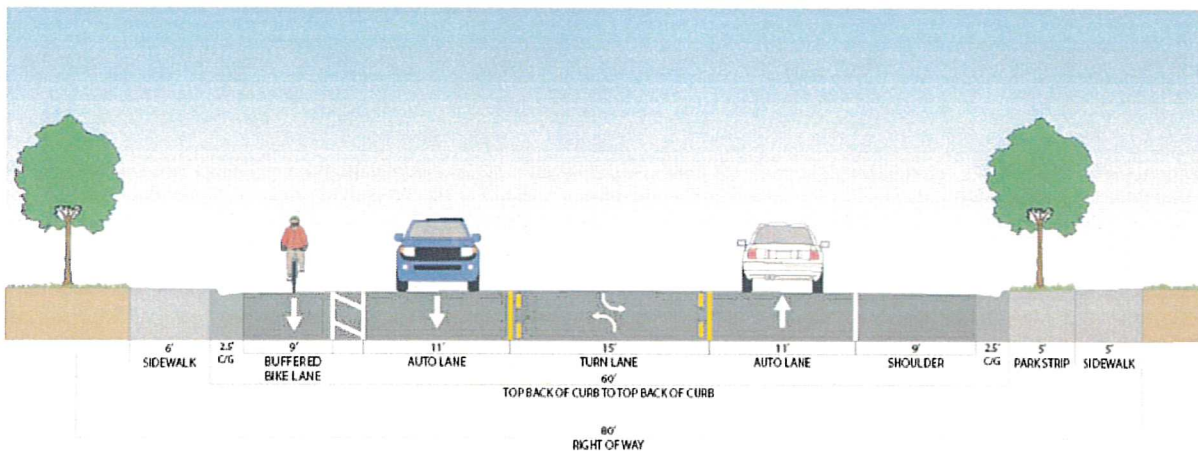 6' 2.5' 9' 11' 15' 11' 9' 2.5' 5' 5'
SIDEWALK C/G BUFFERED AUTO LANE TURN LANE AUTO LANE SHOULDER C/G PARK STRIP SIDEWALK
BIKE LANE
60'
TOP BACK OF CURB TO TOP BACK OF CURB
80'
RIGHT OF WAY